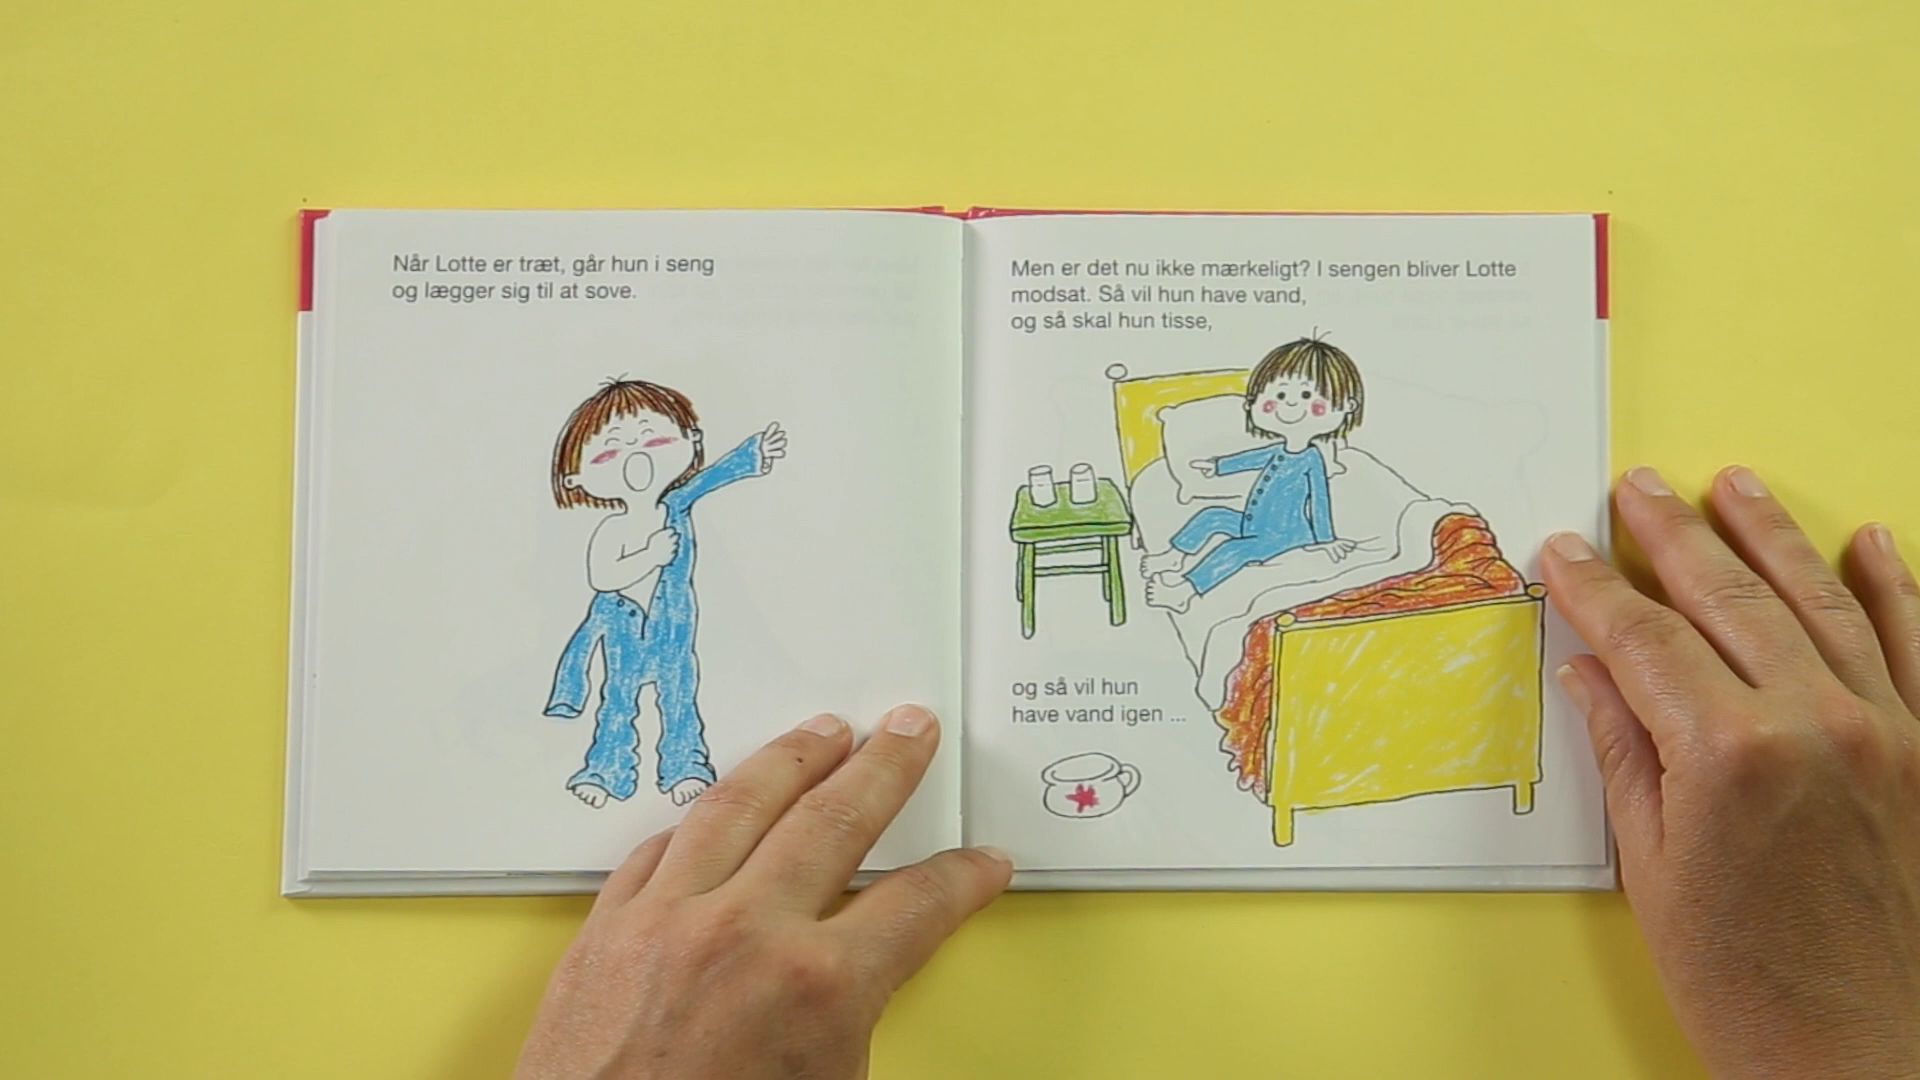 Når Lotte er træt, går hun i seng
og lægger sig til at sove.
Men er det nu ikke mærkeligt? I sengen bliver Lotte
modsat. Så vil hun have vand,
og så skal hun tisse,
og så vil hun
have vand igen ...